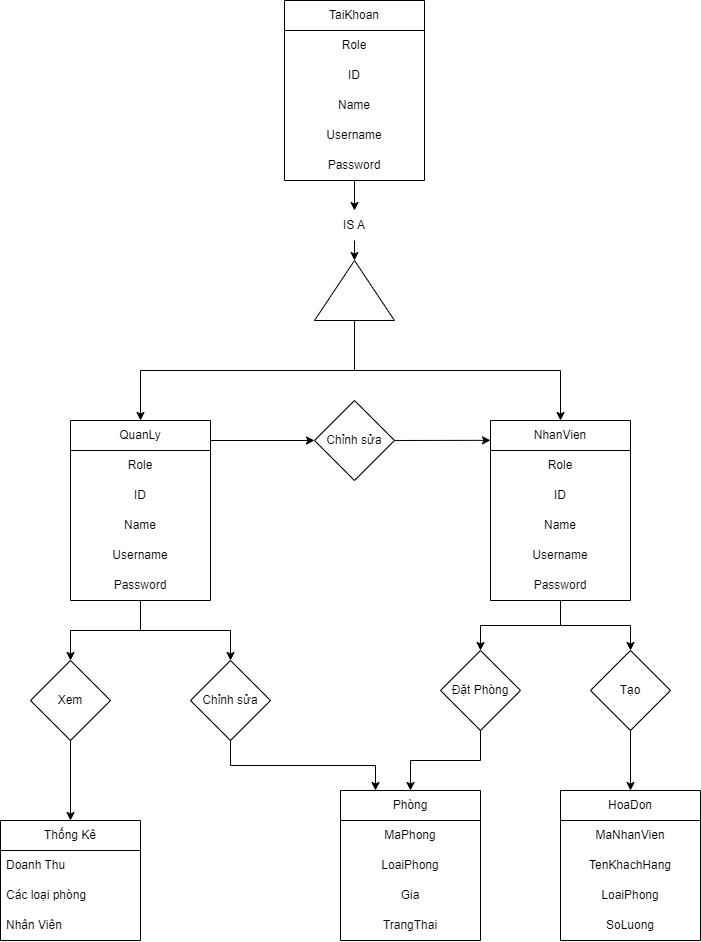 TaiKhoan
Role
ID
Name
Username
Password
IS A
QuanLy
Role
ID
Name
Username
Password
Chỉnh sửa
NhanVien
Role
ID
Name
Username
Password
Xem
Chỉnh sửa
Đặt Phòng
Tạo
Thống Kê
Doanh Thu
Các loại phòng
Nhân Viên
Phòng
MaPhong
LoaiPhong
Gia
TrangThai
HoaDon
MaNhanVien
TenKhachHang
LoaiPhong
SoLuong